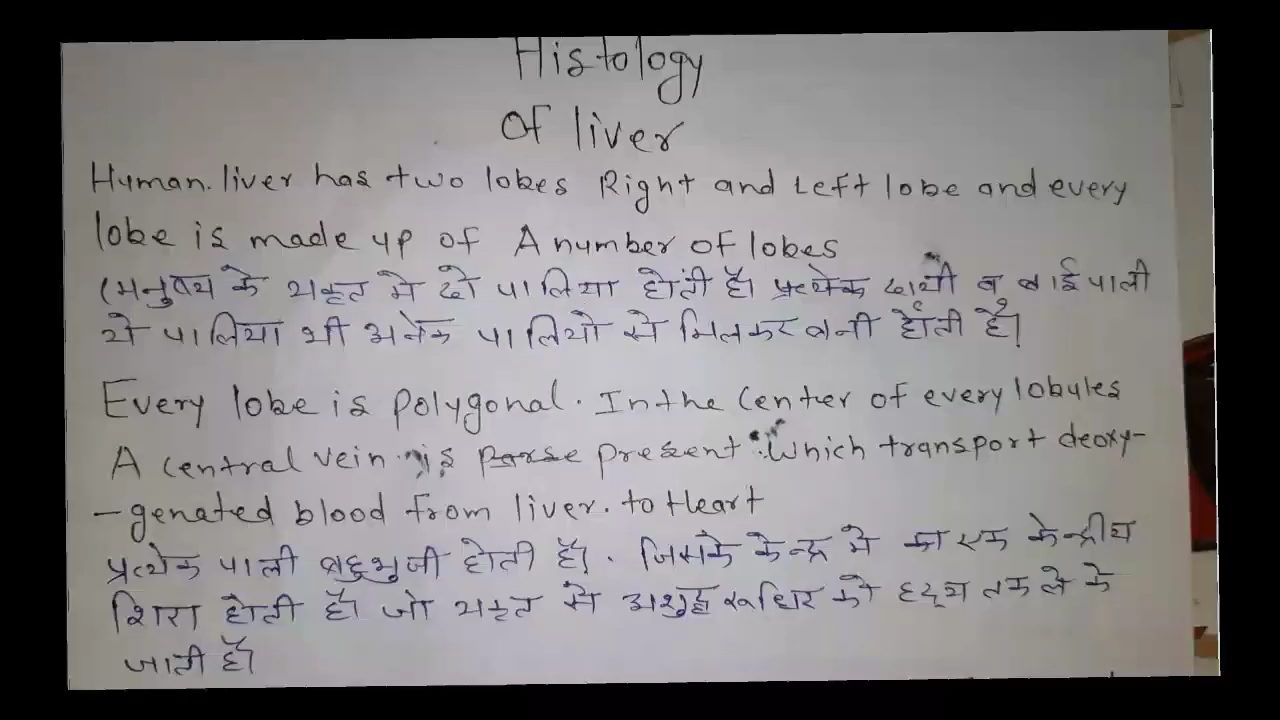 Histology
Of liver
Human liver has two lobes Right and Left lobe and every
lobe is made up of A number of lobes
(मनुष्य के यकृत मे दो पालिया होती है। प्रत्येक दायी व बाई पाली
ये पालिया भी अनेक पालियो से मिलकर बनी होती है।
Every lobe is polygonal. In the center of every lobules
A central vein is present which transport deoxy-
-genated blood from liver. to Heart
प्रत्येक पाली बहुभुजी होती है। . जिसके केन्द्र मे का एक केन्द्रीय
शिरा होती है। जो यकृत से अशुद्ध रूधिर को हृदय तक ले के
जाती है।